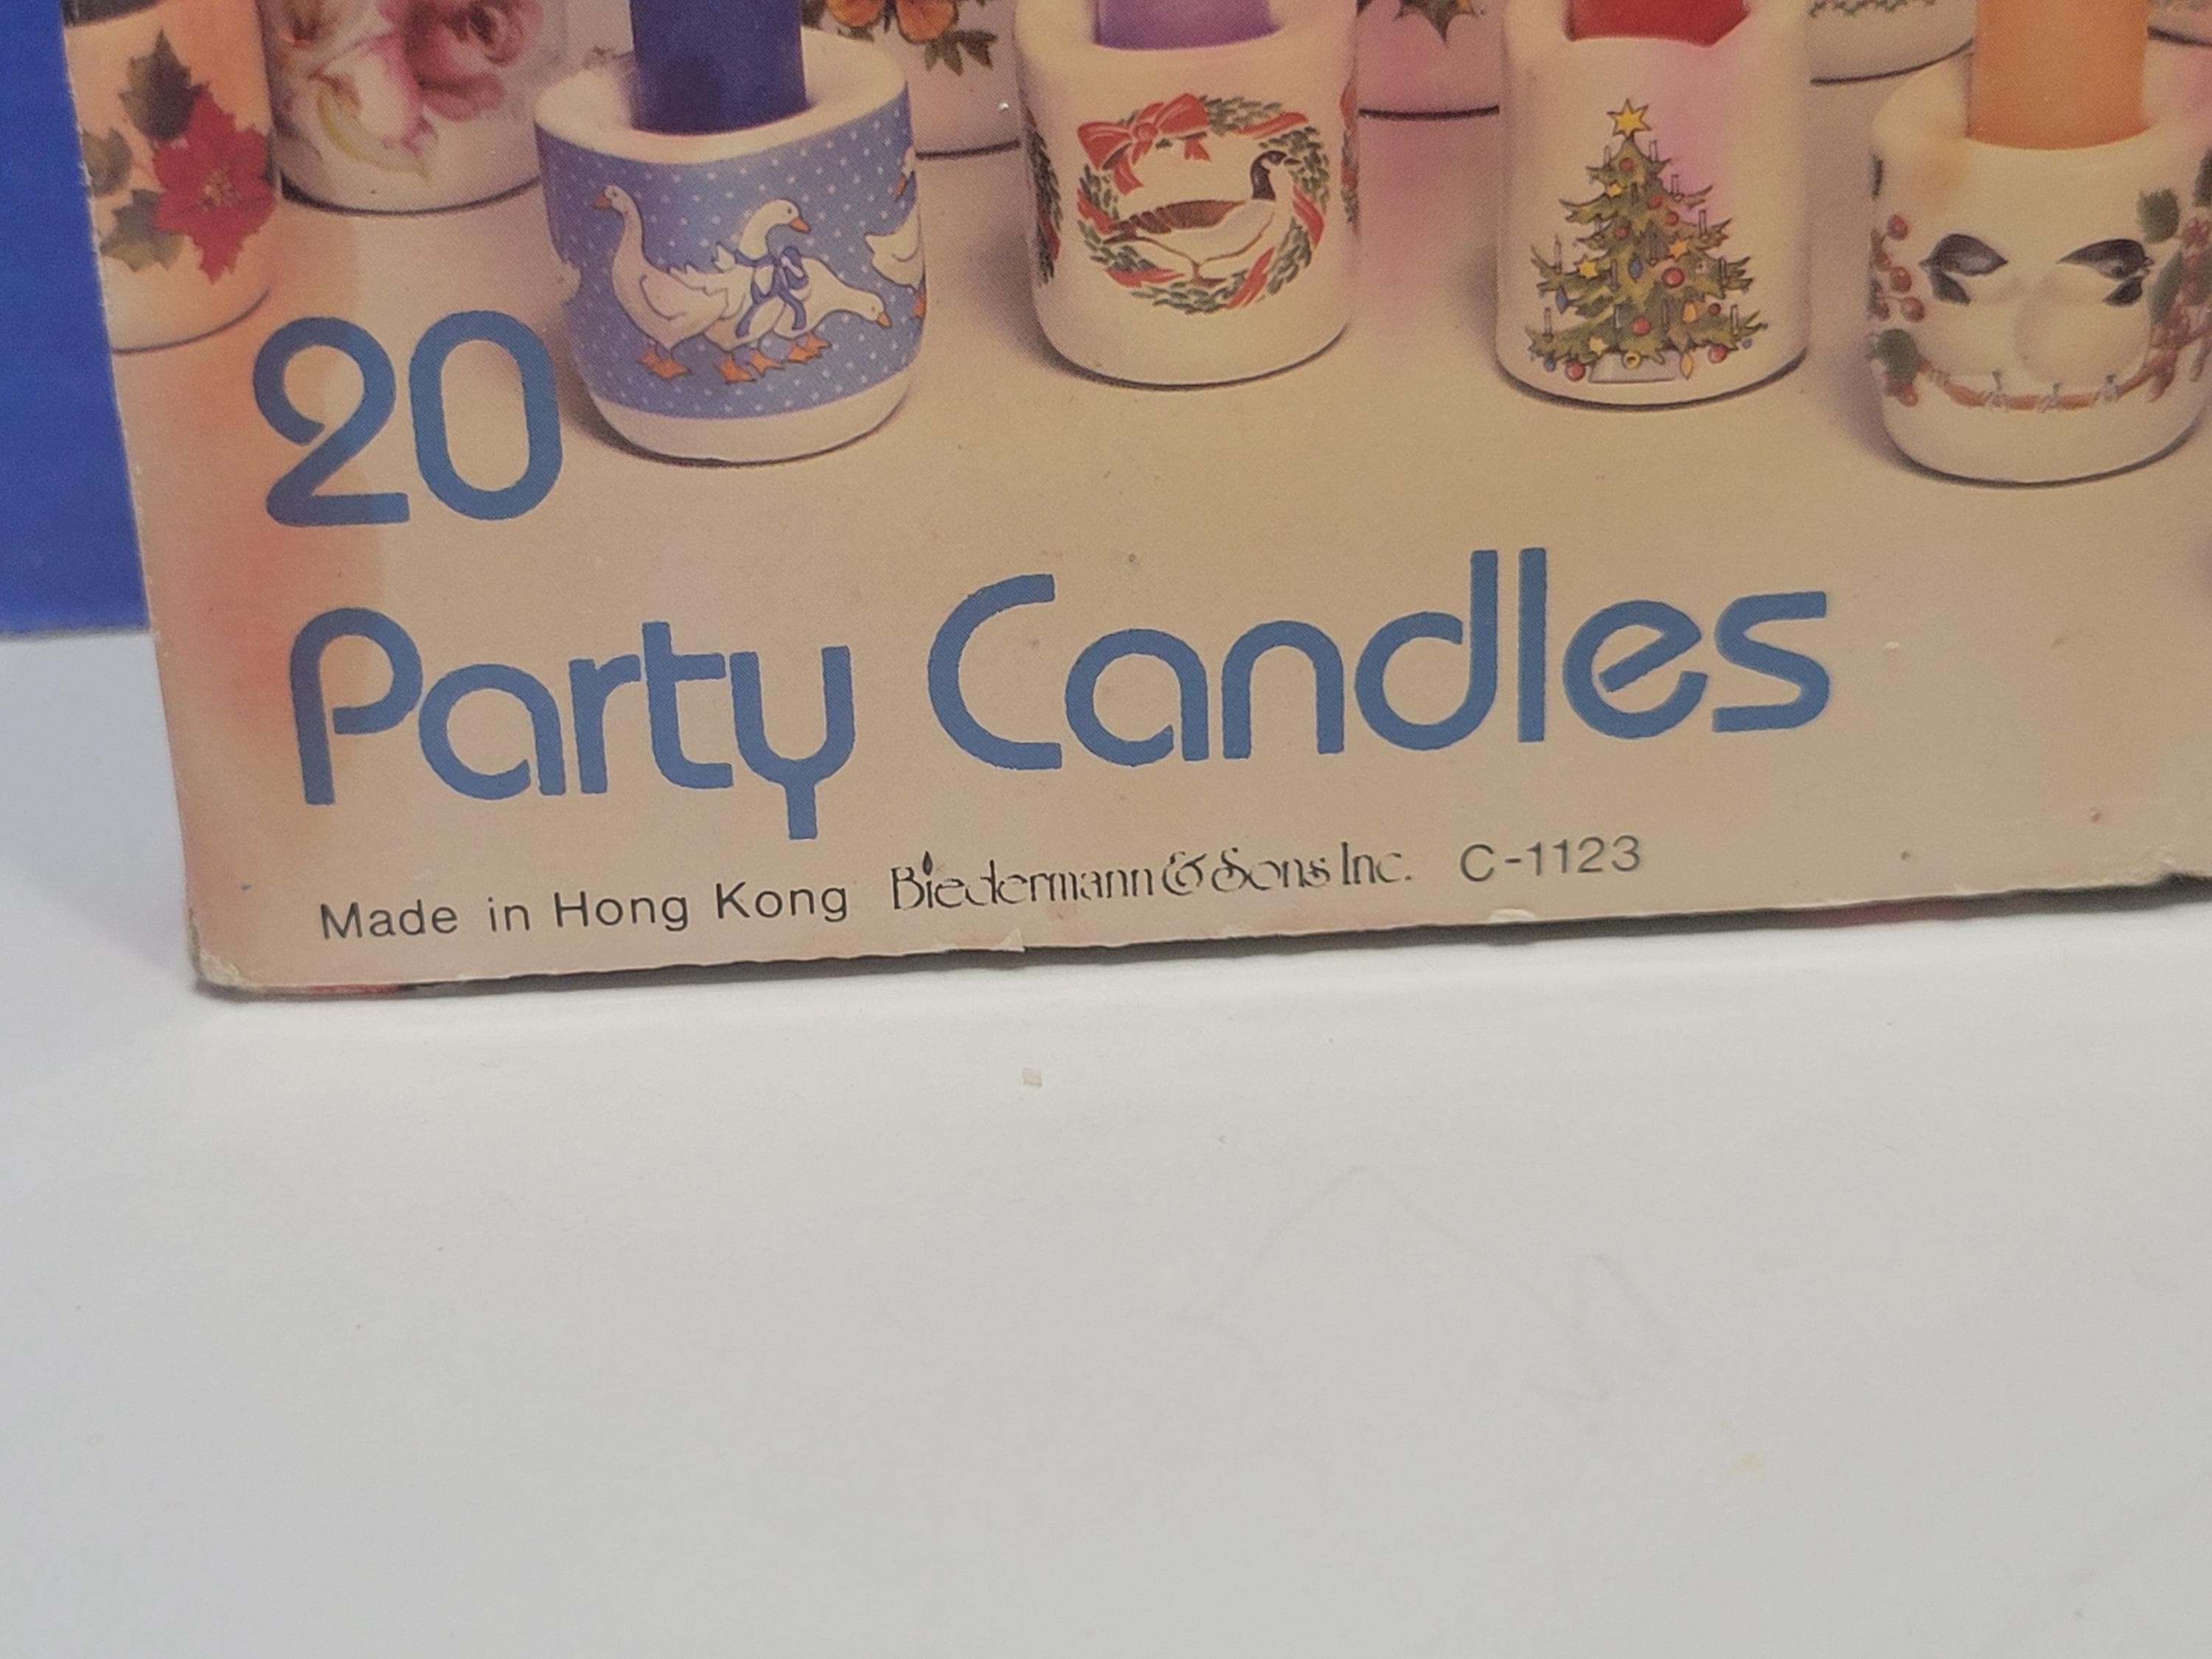 20
Party Candles
Made in Hong Kong Biedermann & Sons Inc. C-1123